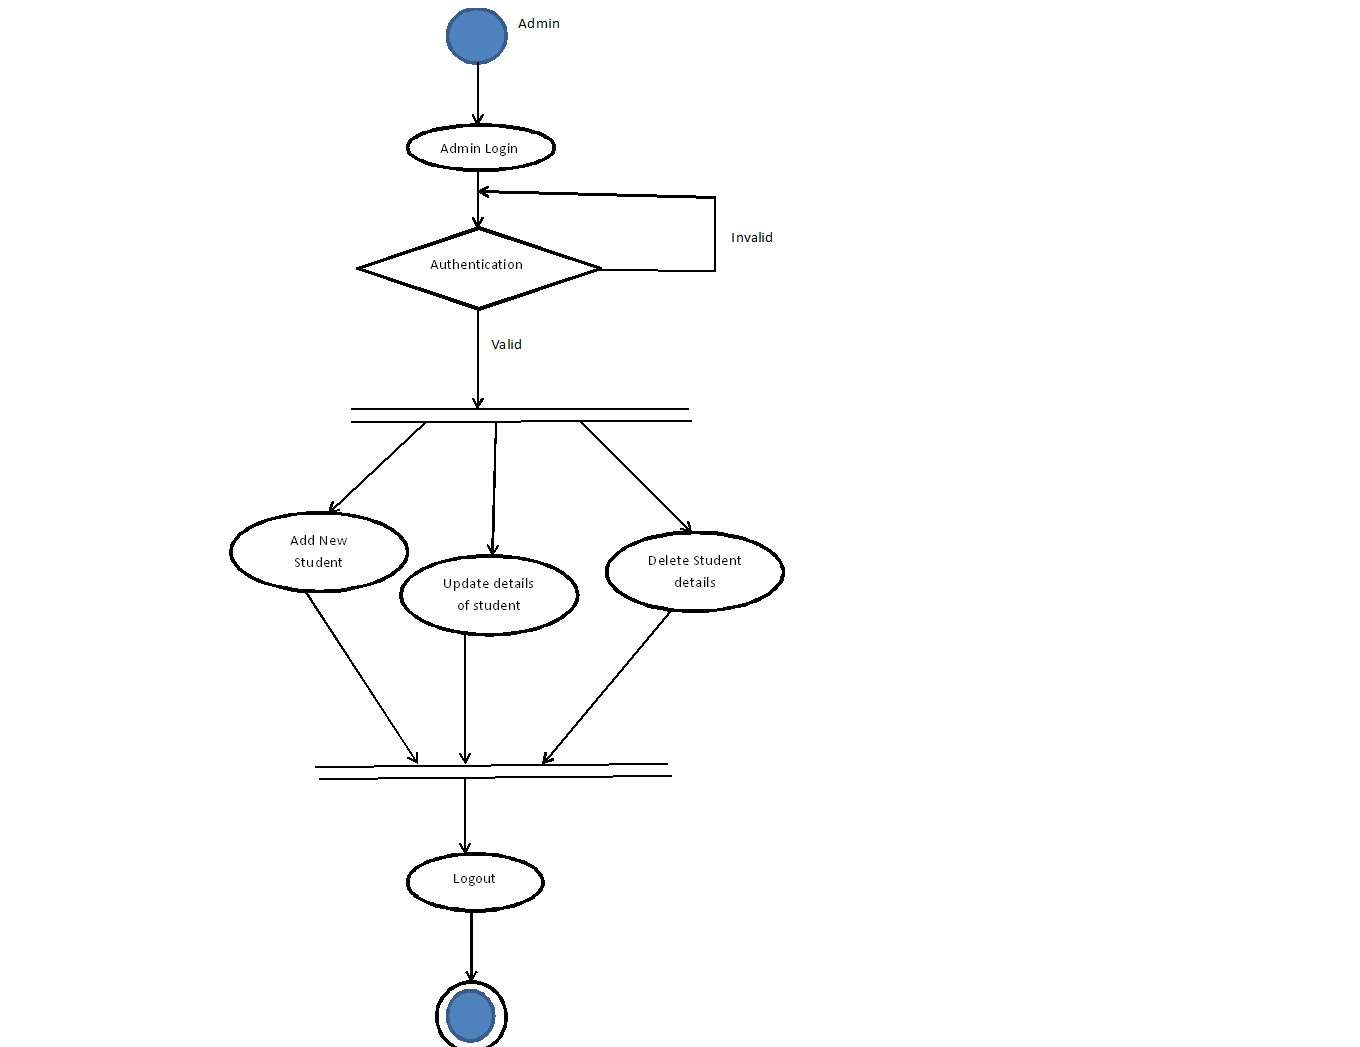 Admin
Admin Login
Invalid
Authentication
Valid
Add New
Student
Update details
of student
Delete Student
details
Logout